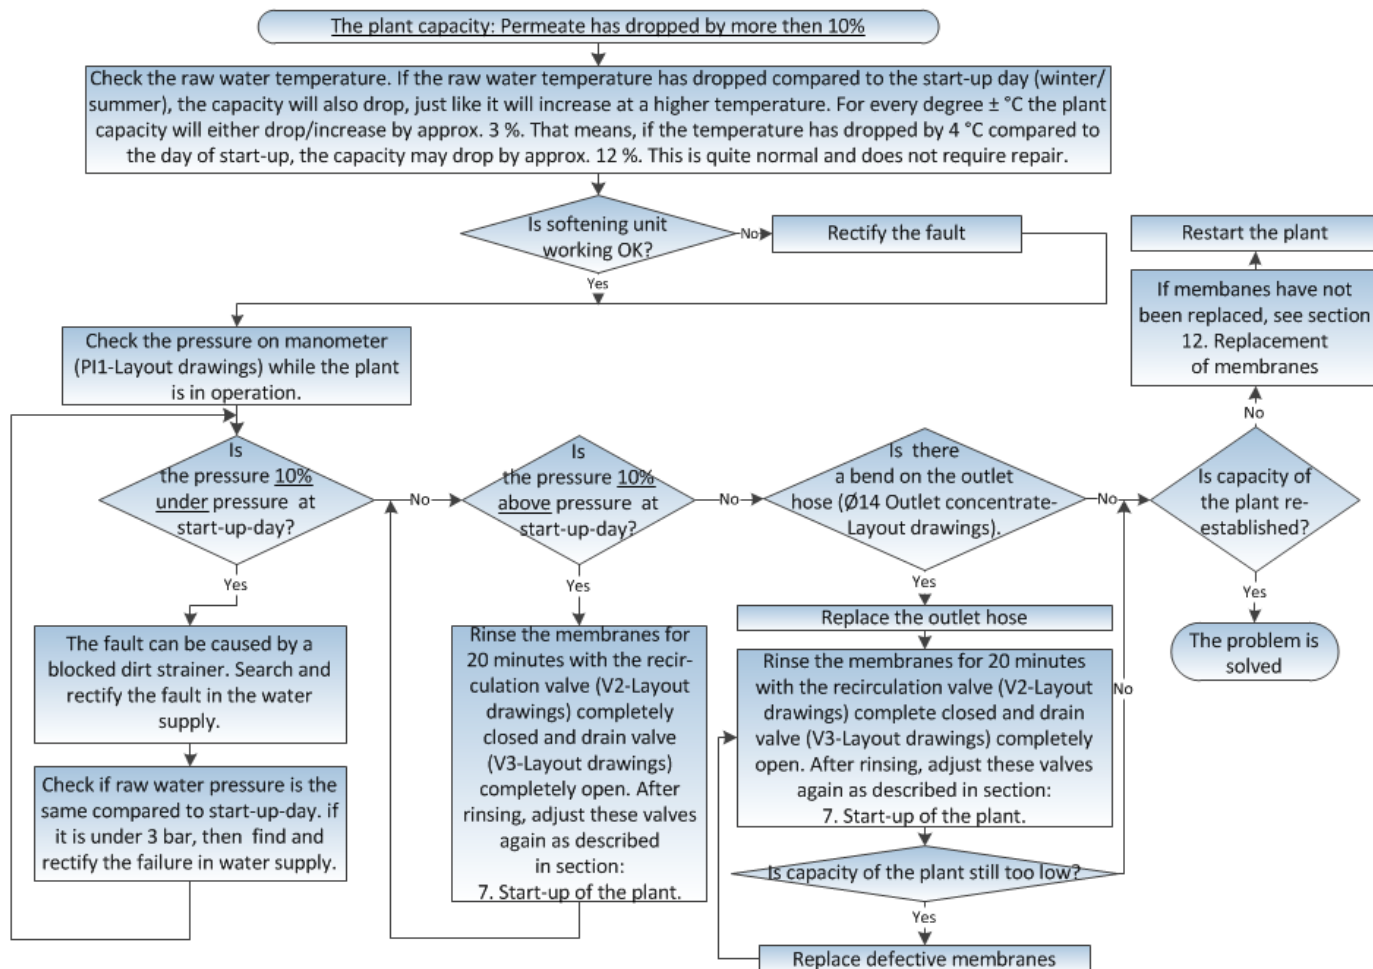 The plant capacity: Permeate has dropped by more then 10%
Check the raw water temperature. If the raw water temperature has dropped compared to the start-up day (winter/
summer), the capacity will also drop, just like it will increase at a higher temperature. For every degree ± °C the plant
capacity will either drop/increase by approx. 3 %. That means, if the temperature has dropped by 4 °C compared to
the day of start-up, the capacity may drop by approx. 12 %. This is quite normal and does not require repair.
Is softening unit
working OK?
No
Rectify the fault
Yes
Restart the plant
If membanes have not
been replaced, see section
12. Replacement
of membranes
No
Check the pressure on manometer
(PI1-Layout drawings) while the plant
is in operation.
Is
the pressure 10%
under pressure at
start-up-day?
No
Yes
Is
the pressure 10%
above pressure at
start-up-day?
No
Yes
Is there
a bend on the outlet
hose (Ø14 Outlet concentrate-
Layout drawings).
No
Yes
Is capacity of
the plant re-
established?
Yes
The problem is
solved
The fault can be caused by a
blocked dirt strainer. Search and
rectify the fault in the water
supply.
Check if raw water pressure is the
same compared to start-up-day. if
it is under 3 bar, then find and
rectify the failure in water supply.
Rinse the membranes for
20 minutes with the recir-
culation valve (V2-Layout
drawings) completely
closed and drain valve
(V3-Layout drawings)
completely open. After
rinsing, adjust these valves
again as described
in section:
7. Start-up of the plant.
Replace the outlet hose
Rinse the membranes for 20 minutes
with the recirculation valve (V2-Layout
drawings) complete closed and drain
valve (V3-Layout drawings) completely
open. After rinsing, adjust these valves
again as described in section:
7. Start-up of the plant.
No
Is capacity of the plant still too low?
Yes
Replace defective membranes